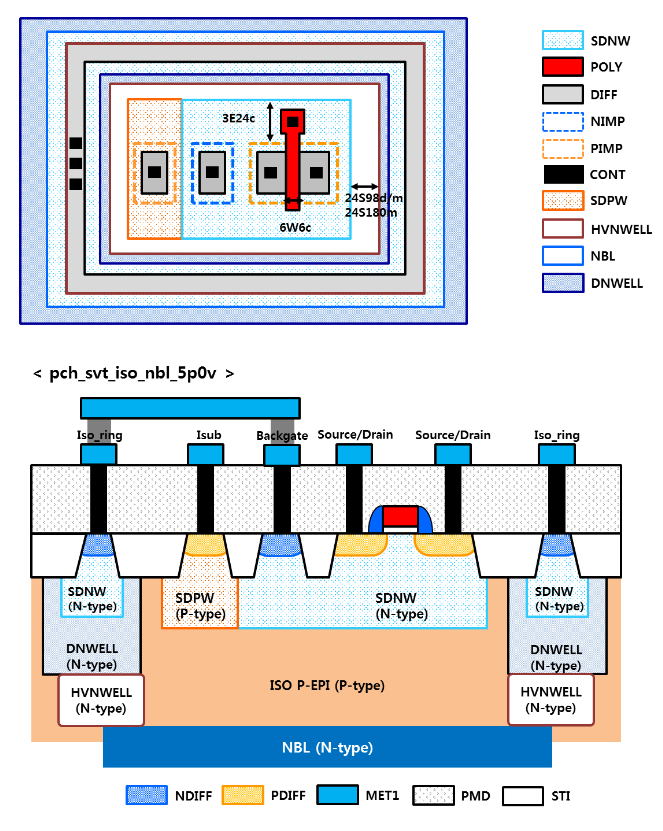 SDNW
POLY
DIFF
NIMP
PIMP
CONT
SDPW
HVNWELL
NBL
DNWELL
3E24c
24S98d/m
24S180m
6W6c
< pch_svt_iso_nbl_5p0v >
Iso_ring
Isub
Backgate
Source/Drain
Source/Drain
Iso_ring
SDNW
(N-type)
SDPW
(P-type)
SDNW
(N-type)
SDNW
(N-type)
DNWELL
(N-type)
DNWELL
(N-type)
ISO P-EPI (P-type)
HVNWELL
(N-type)
HVNWELL
(N-type)
NBL (N-type)
NDIFF
PDIFF
MET1
PMD
STI